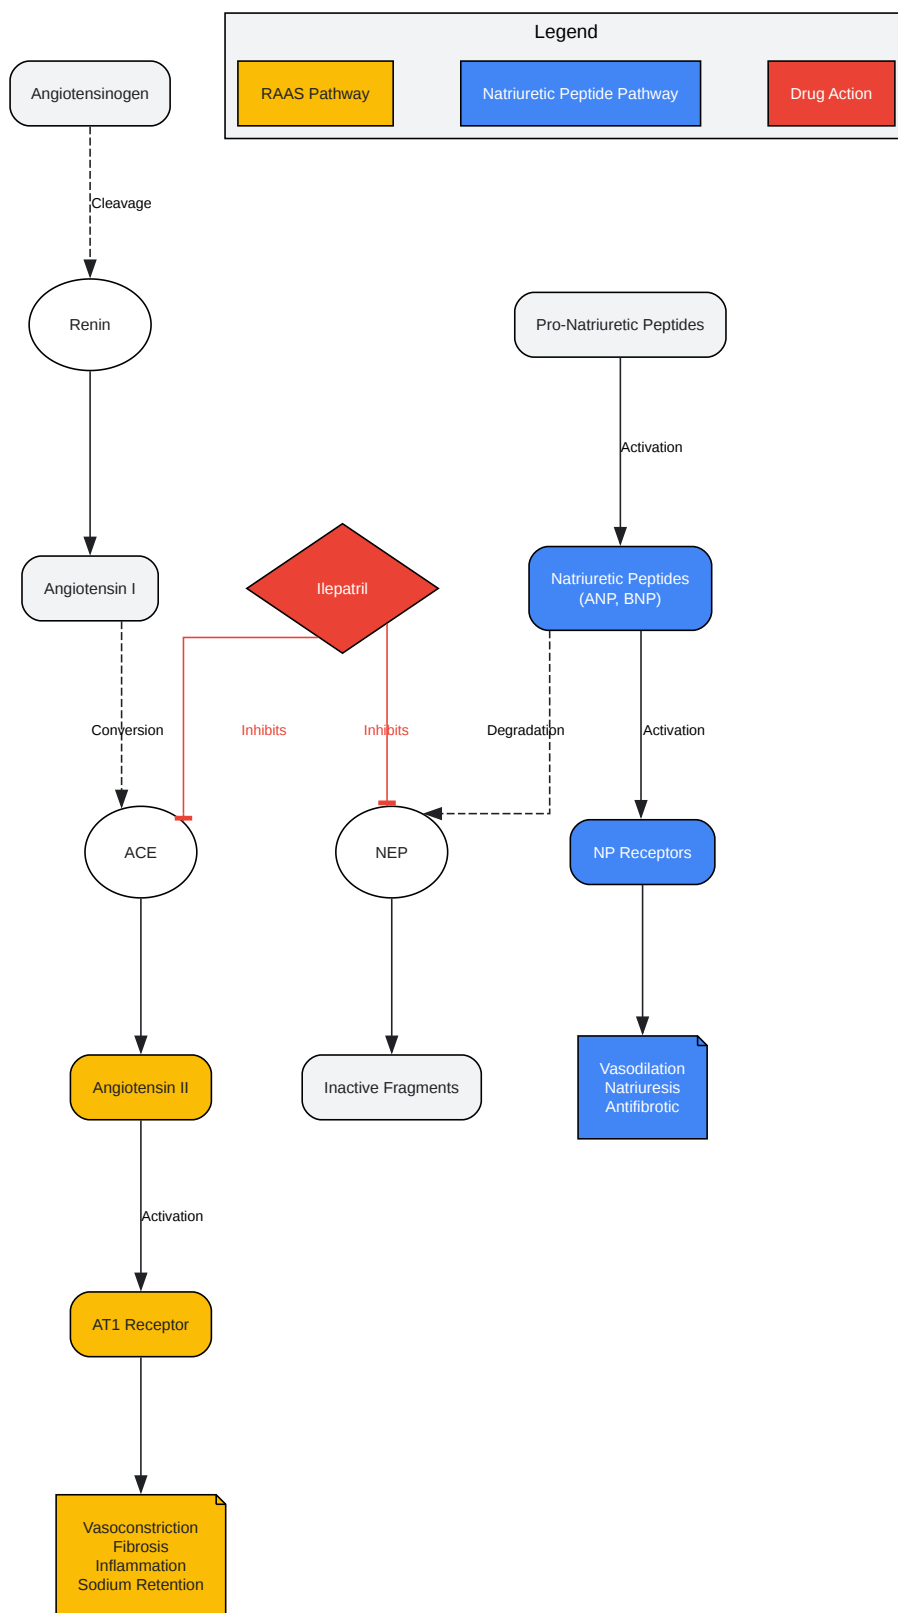 Legend
RAAS Pathway
Natriuretic Peptide Pathway
Drug Action
Angiotensinogen
Cleavage
Renin
Pro-Natriuretic Peptides
Activation
Angiotensin I
Ilepatril
Natriuretic Peptides
(ANP, BNP)
Conversion
Inhibits
Inhibits
Degradation
Activation
ACE
NEP
NP Receptors
Angiotensin II
Inactive Fragments
Vasodilation
Natriuresis
Antifibrotic
Activation
AT1 Receptor
Vasoconstriction
Fibrosis
Inflammation
Sodium Retention